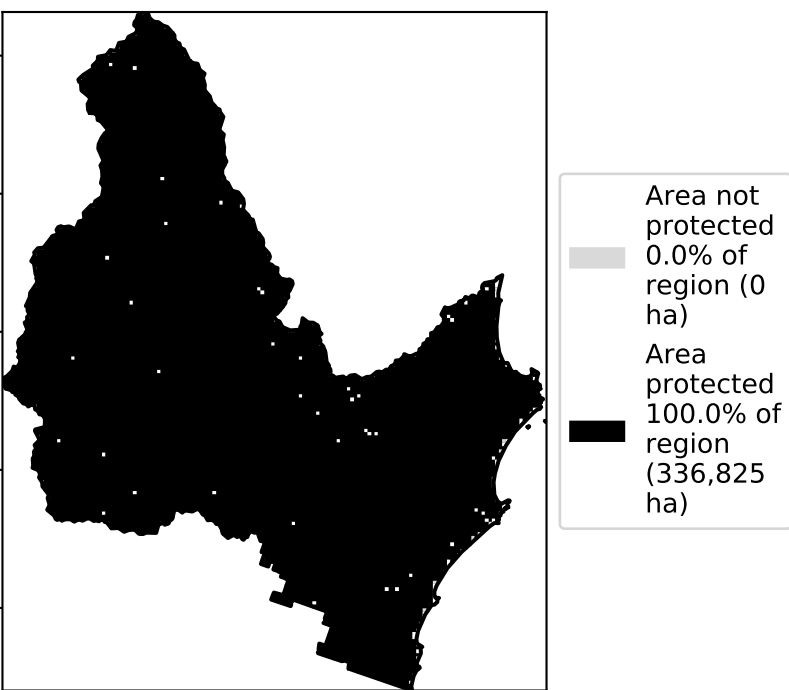 Area not
protected
0.0% of
region (0
ha)
Area
protected
100.0% of
region
(336,825
ha)